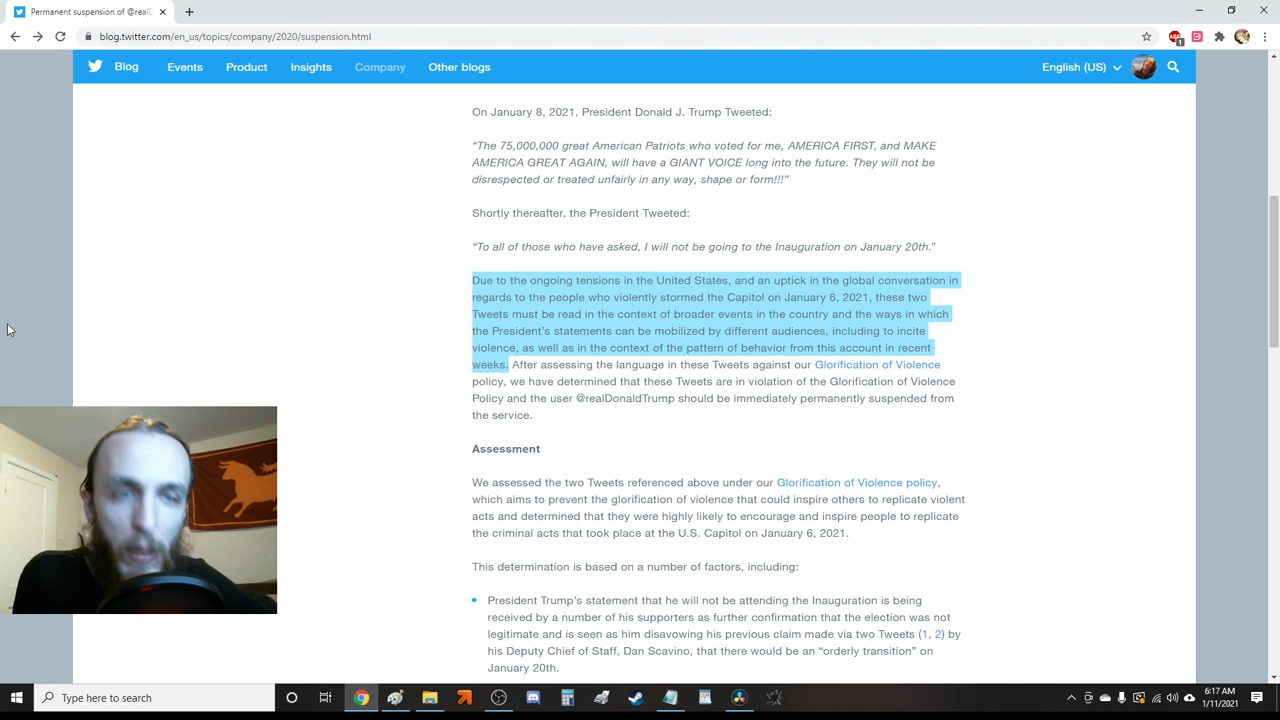 Permanent suspension of @realD
blog.twitter.com/en_us/topics/company/2020/suspension.html
1
Blog Events Product Insights Company Other blogs English (US)
On January 8, 2021, President Donald J. Trump Tweeted:
“The 75,000,000 great American Patriots who voted for me, AMERICA FIRST, and MAKE
AMERICA GREAT AGAIN, will have a GIANT VOICE long into the future. They will not be
disrespected or treated unfairly in any way, shape or form!!!”
Shortly thereafter, the President Tweeted:
“To all of those who have asked, I will not be going to the Inauguration on January 20th.”
Due to the ongoing tensions in the United States, and an uptick in the global conversation in
regards to the people who violently stormed the Capitol on January 6, 2021, these two
Tweets must be read in the context of broader events in the country and the ways in which
the President’s statements can be mobilized by different audiences, including to incite
violence, as well as in the context of the pattern of behavior from this account in recent
weeks. After assessing the language in these Tweets against our Glorification of Violence
policy, we have determined that these Tweets are in violation of the Glorification of Violence
Policy and the user @realDonaldTrump should be immediately permanently suspended from
the service.
Assessment
We assessed the two Tweets referenced above under our Glorification of Violence policy,
which aims to prevent the glorification of violence that could inspire others to replicate violent
acts and determined that they were highly likely to encourage and inspire people to replicate
the criminal acts that took place at the U.S. Capitol on January 6, 2021.
This determination is based on a number of factors, including:
President Trump’s statement that he will not be attending the Inauguration is being
received by a number of his supporters as further confirmation that the election was not
legitimate and is seen as him disavowing his previous claim made via two Tweets (1, 2) by
his Deputy Chief of Staff, Dan Scavino, that there would be an “orderly transition” on
January 20th.
Type here to search
6:17 AM
1/11/2021